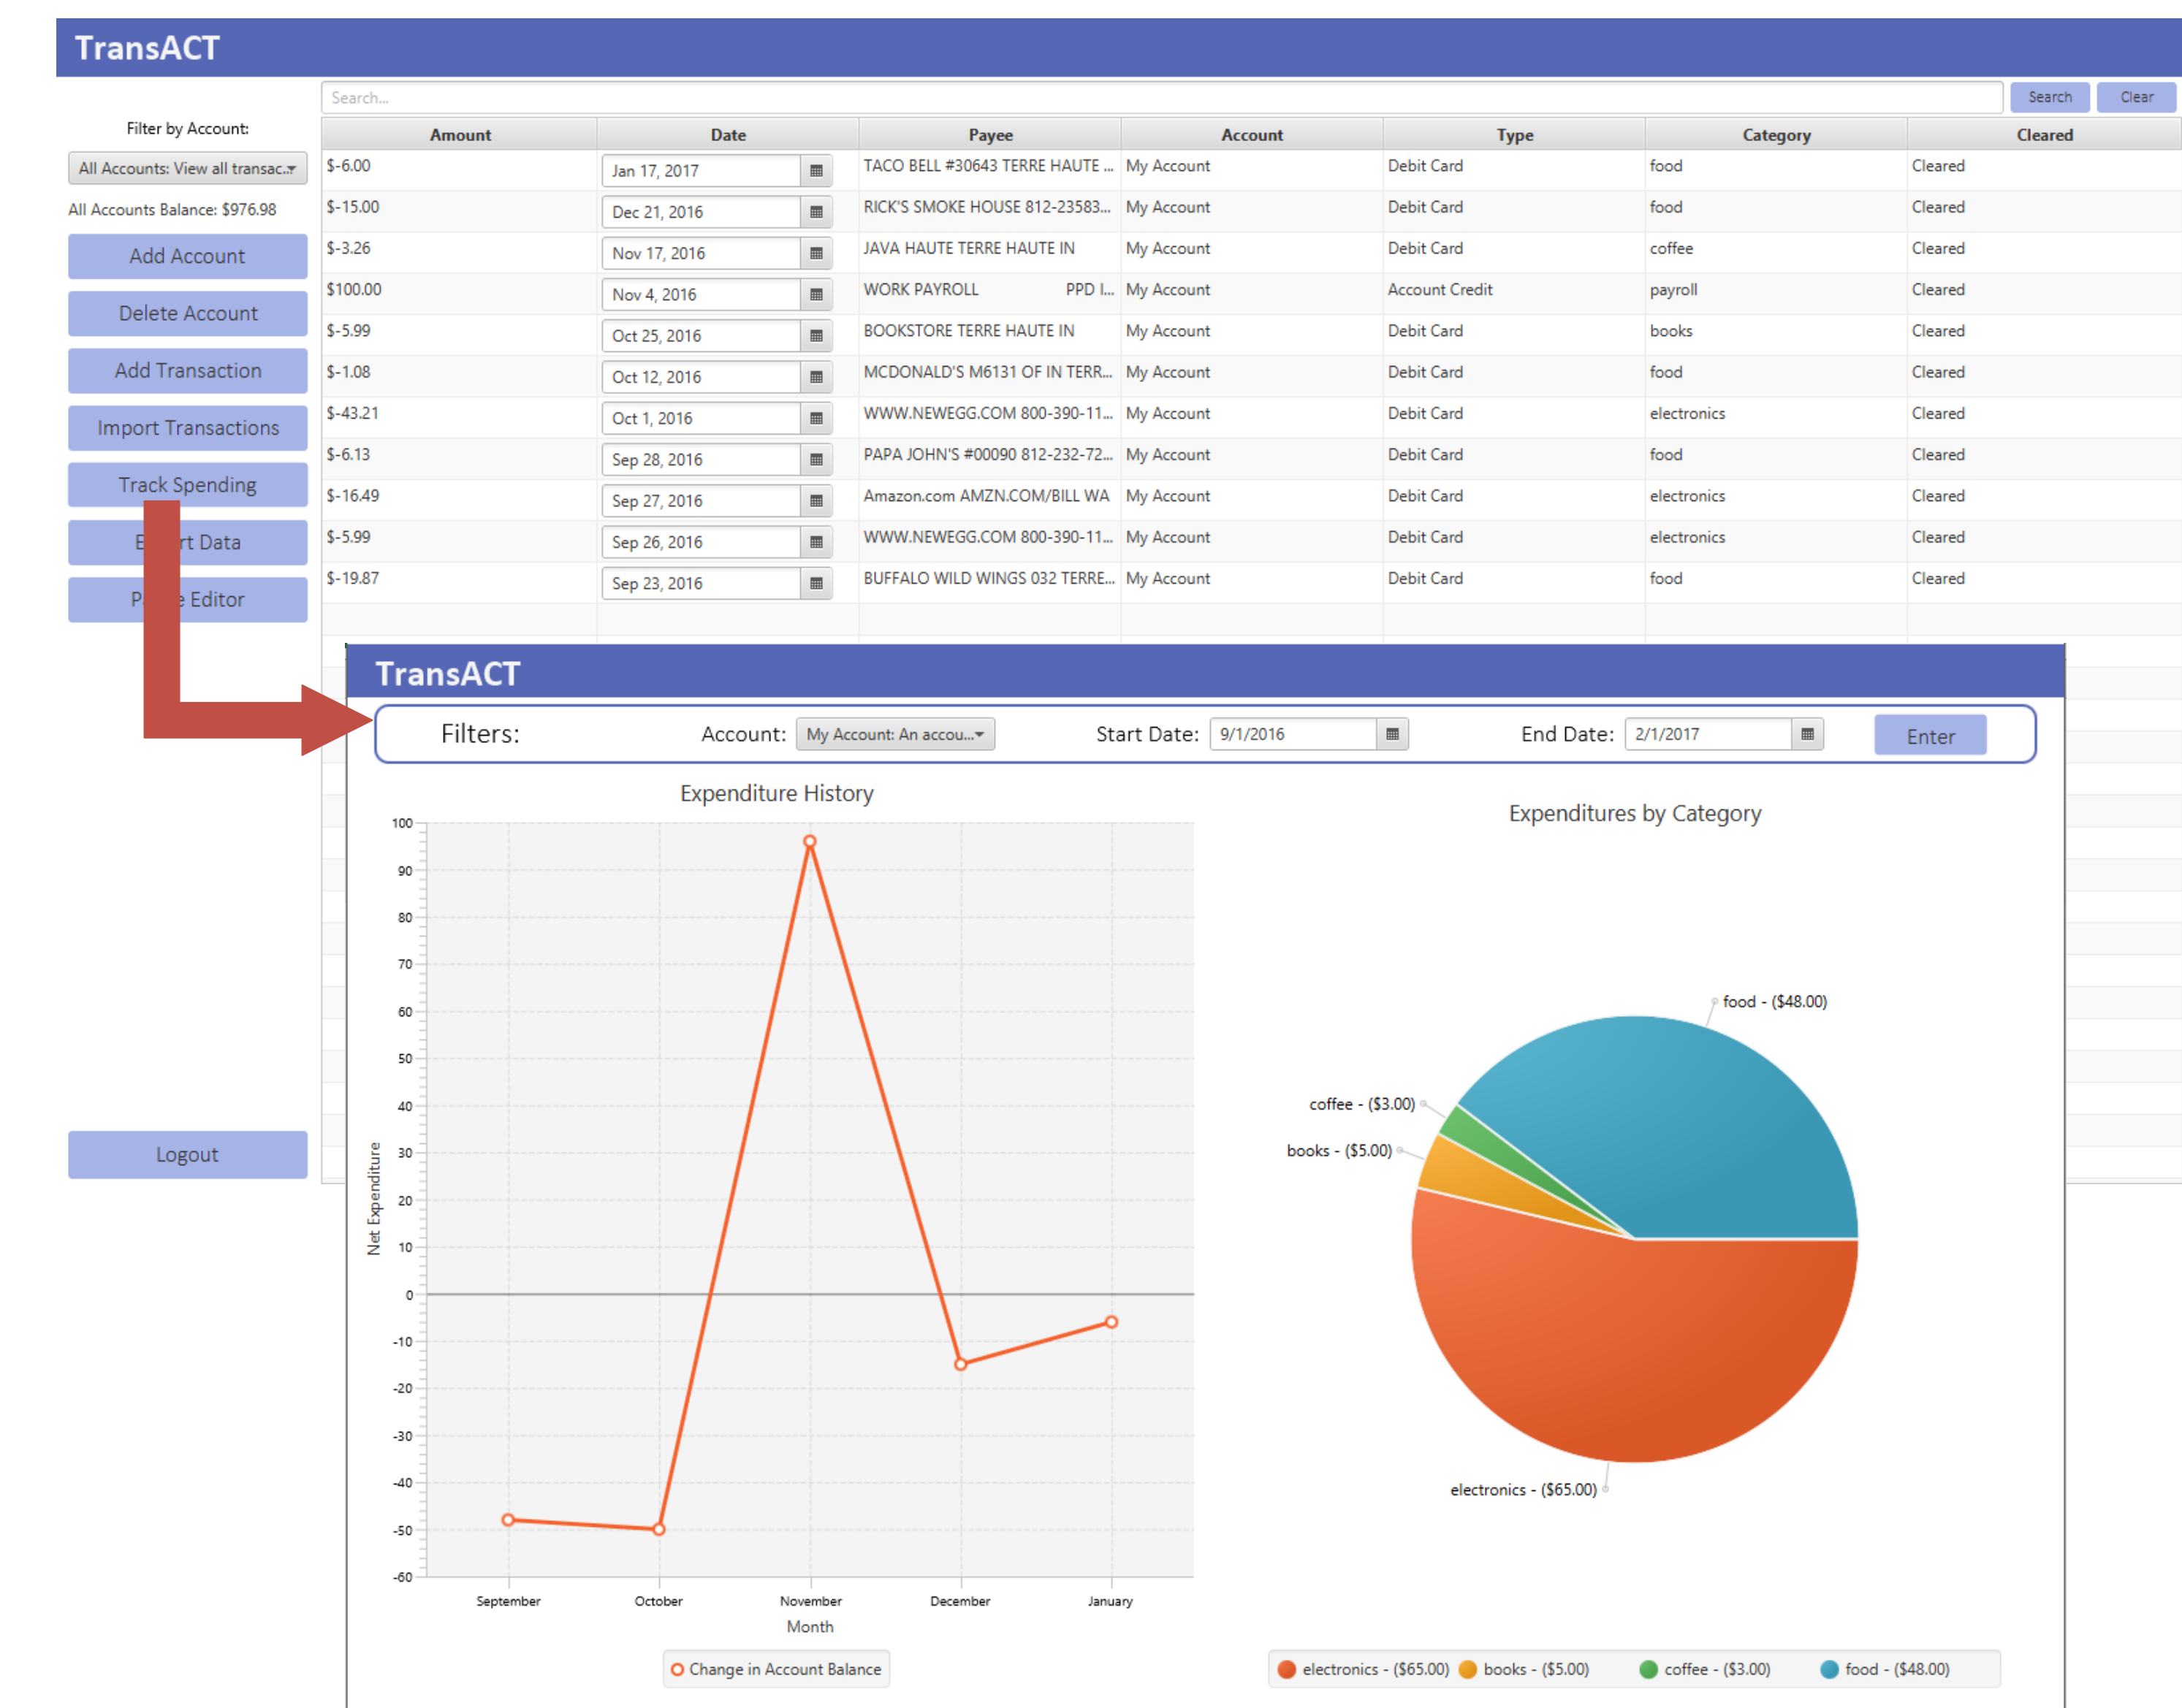 TransACT
Search...
Search Clear
Filter by Account:
All Accounts: View all transac...
All Accounts Balance: $976.98
Add Account
Delete Account
Add Transaction
Import Transactions
Track Spending
Data
Editor
Logout
Amount Date Payee Account Type Category Cleared
$-6.00 Jan 17, 2017 TACO BELL #30643 TERRE HAUTE ... My Account Debit Card food Cleared
$-15.00 Dec 21, 2016 RICK'S SMOKE HOUSE 812-23583... My Account Debit Card food Cleared
$-3.26 Nov 17, 2016 JAVA HAUTE TERRE HAUTE IN My Account Debit Card coffee Cleared
$100.00 Nov 4, 2016 WORK PAYROLL PPD I... My Account Account Credit payroll Cleared
$-5.99 Oct 25, 2016 BOOKSTORE TERRE HAUTE IN My Account Debit Card books Cleared
$-1.08 Oct 12, 2016 MCDONALD'S M6131 OF IN TERR... My Account Debit Card food Cleared
$-43.21 Oct 1, 2016 WWW.NEWEGG.COM 800-390-11... My Account Debit Card electronics Cleared
$-6.13 Sep 28, 2016 PAPA JOHN'S #00090 812-232-72... My Account Debit Card food Cleared
$-16.49 Sep 27, 2016 Amazon.com AMZN.COM/BILL WA My Account Debit Card electronics Cleared
$-5.99 Sep 26, 2016 WWW.NEWEGG.COM 800-390-11... My Account Debit Card electronics Cleared
$-19.87 Sep 23, 2016 BUFFALO WILD WINGS 032 TERRE... My Account Debit Card food Cleared
TransACT
Filters: Account: My Account: An accou... Start Date: 9/1/2016 End Date: 2/1/2017 Enter
Expenditure History
100
90
80
70
60
50
40
30
20
10
0
-10
-20
-30
-40
-50
-60
Net Expenditure
September October November December January
Month
Change in Account Balance
Expenditures by Category
food - ($48.00)
coffee - ($3.00)
books - ($5.00)
electronics - ($65.00)
electronics - ($65.00) books - ($5.00) coffee - ($3.00) food - ($48.00)